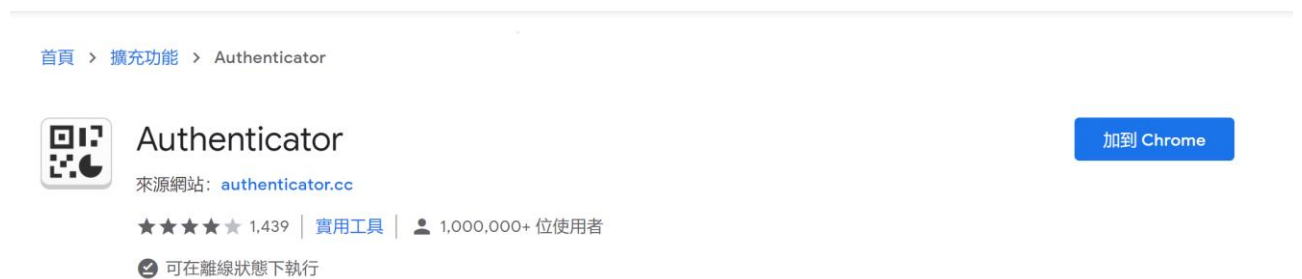 首頁 > 擴充功能 > Authenticator
Authenticator
加到 Chrome
來源網站： authenticator.cc
1,439 | 實用工具 | 1,000,000+ 位使用者
可在離線狀態下執行